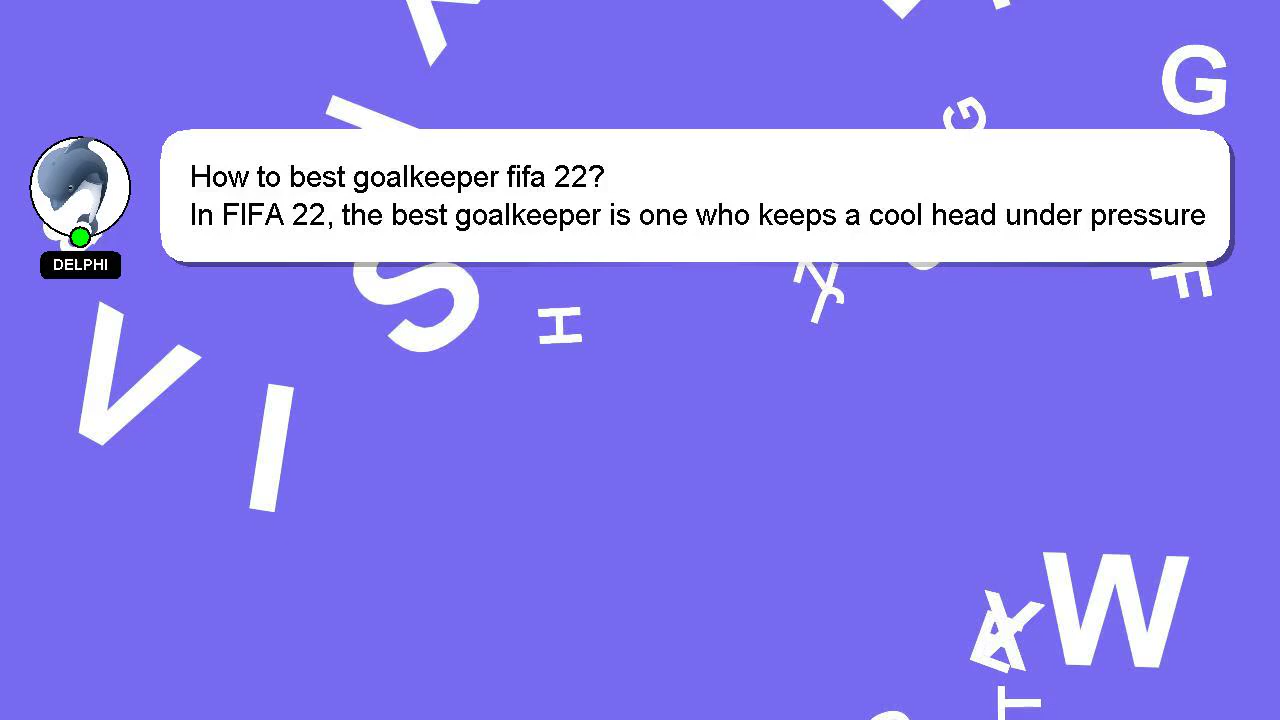 G
G
How to best goalkeeper fifa 22?
In FIFA 22, the best goalkeeper is one who keeps a cool head under pressure
DELPHI
S
H
F
V
I
W
T